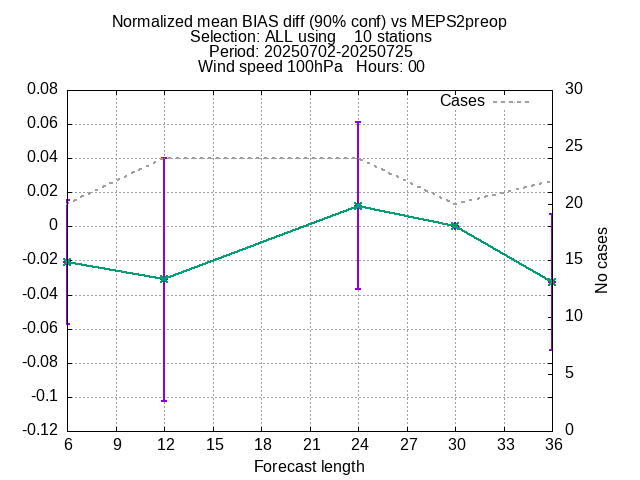 Normalized mean BIAS diff (90% conf) vs MEPS2preop
Selection: ALL using    10 stations
Period: 20250702-20250725
Wind speed 100hPa   Hours: 00
Cases
0.08
0.06
0.04
0.02
0
-0.02
-0.04
-0.06
-0.08
-0.1
-0.12
30
25
20
15
10
5
0
No cases
6 9 12 15 18 21 24 27 30 33 36
Forecast length